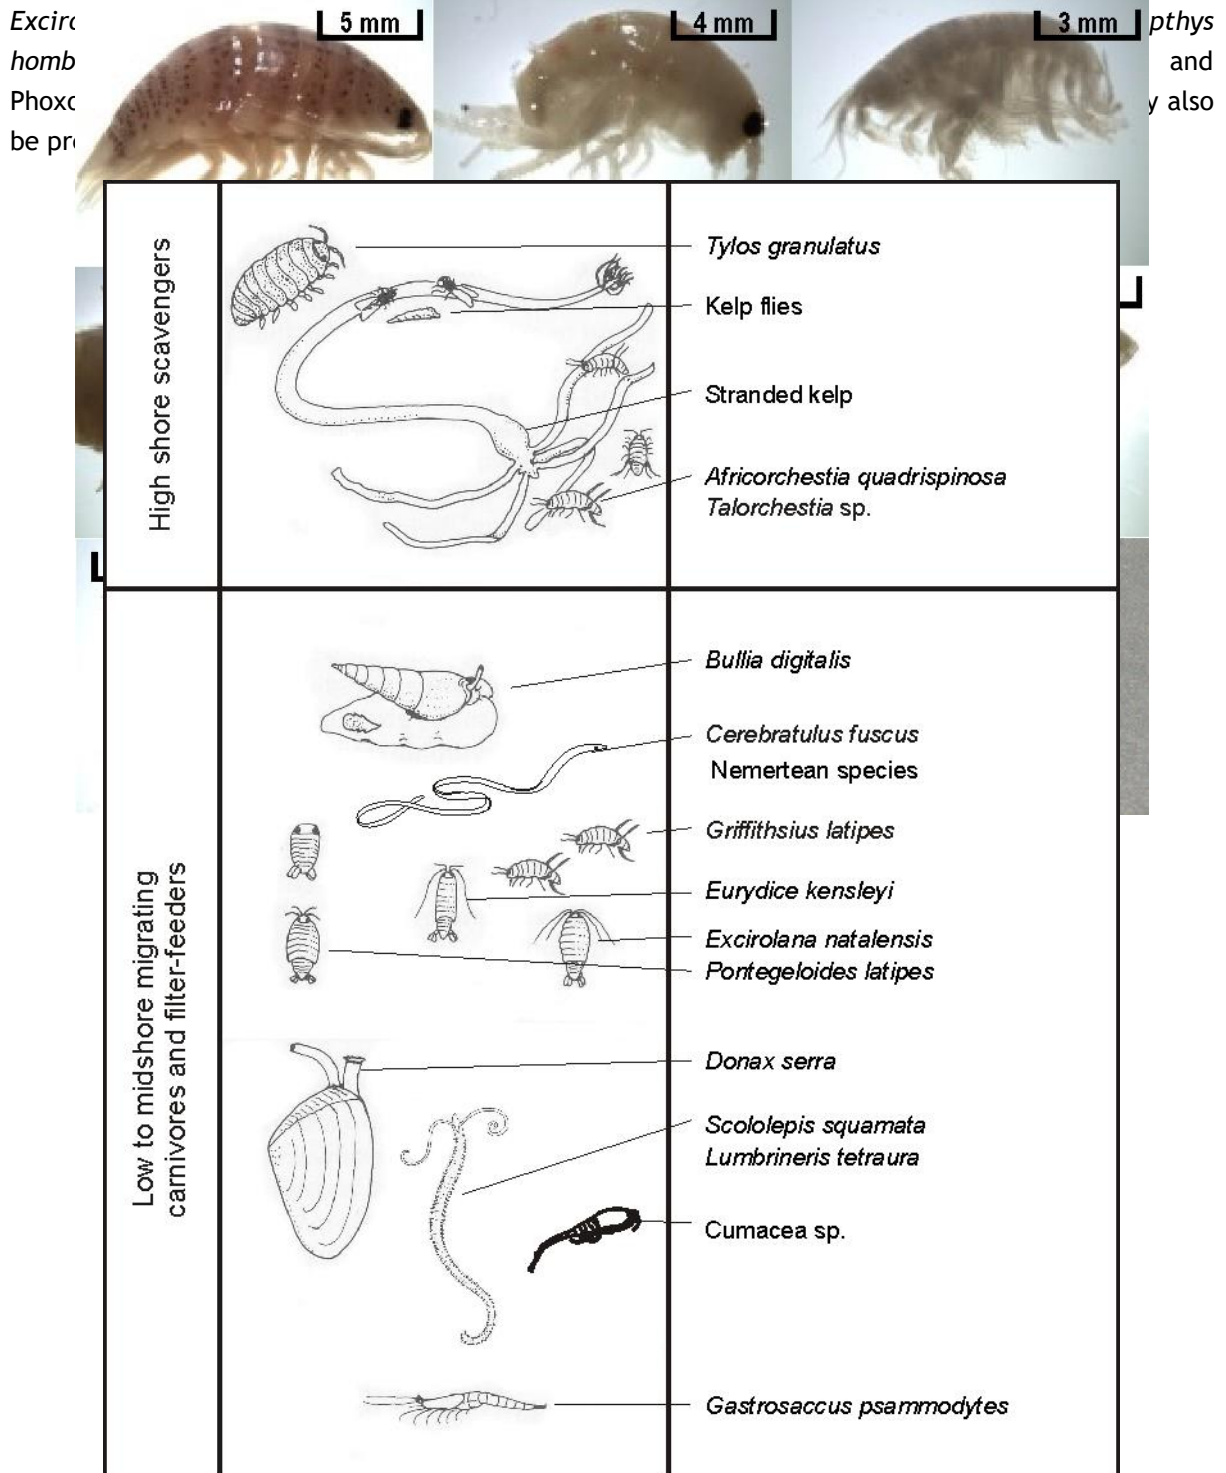 Excirc
5 mm
4 mm
3 mm
pthys
homb
and
Phoxo
y also
be pr
High shore scavengers
Tylos granulatus
Kelp flies
Stranded kelp
Africorchestia quadrispinosa
Talorchestia sp.
Low to midshore migrating
carnivores and filter-feeders
Bullia digitalis
Cerebratulus fuscus
Nemertean species
Griffithsius latipes
Eurydice kensleyi
Excirolana natalensis
Pontegeloides latipes
Donax serra
Scololepis squamata
Lumbrineris tetraura
Cumacea sp.
Gastrosaccus psammodytes